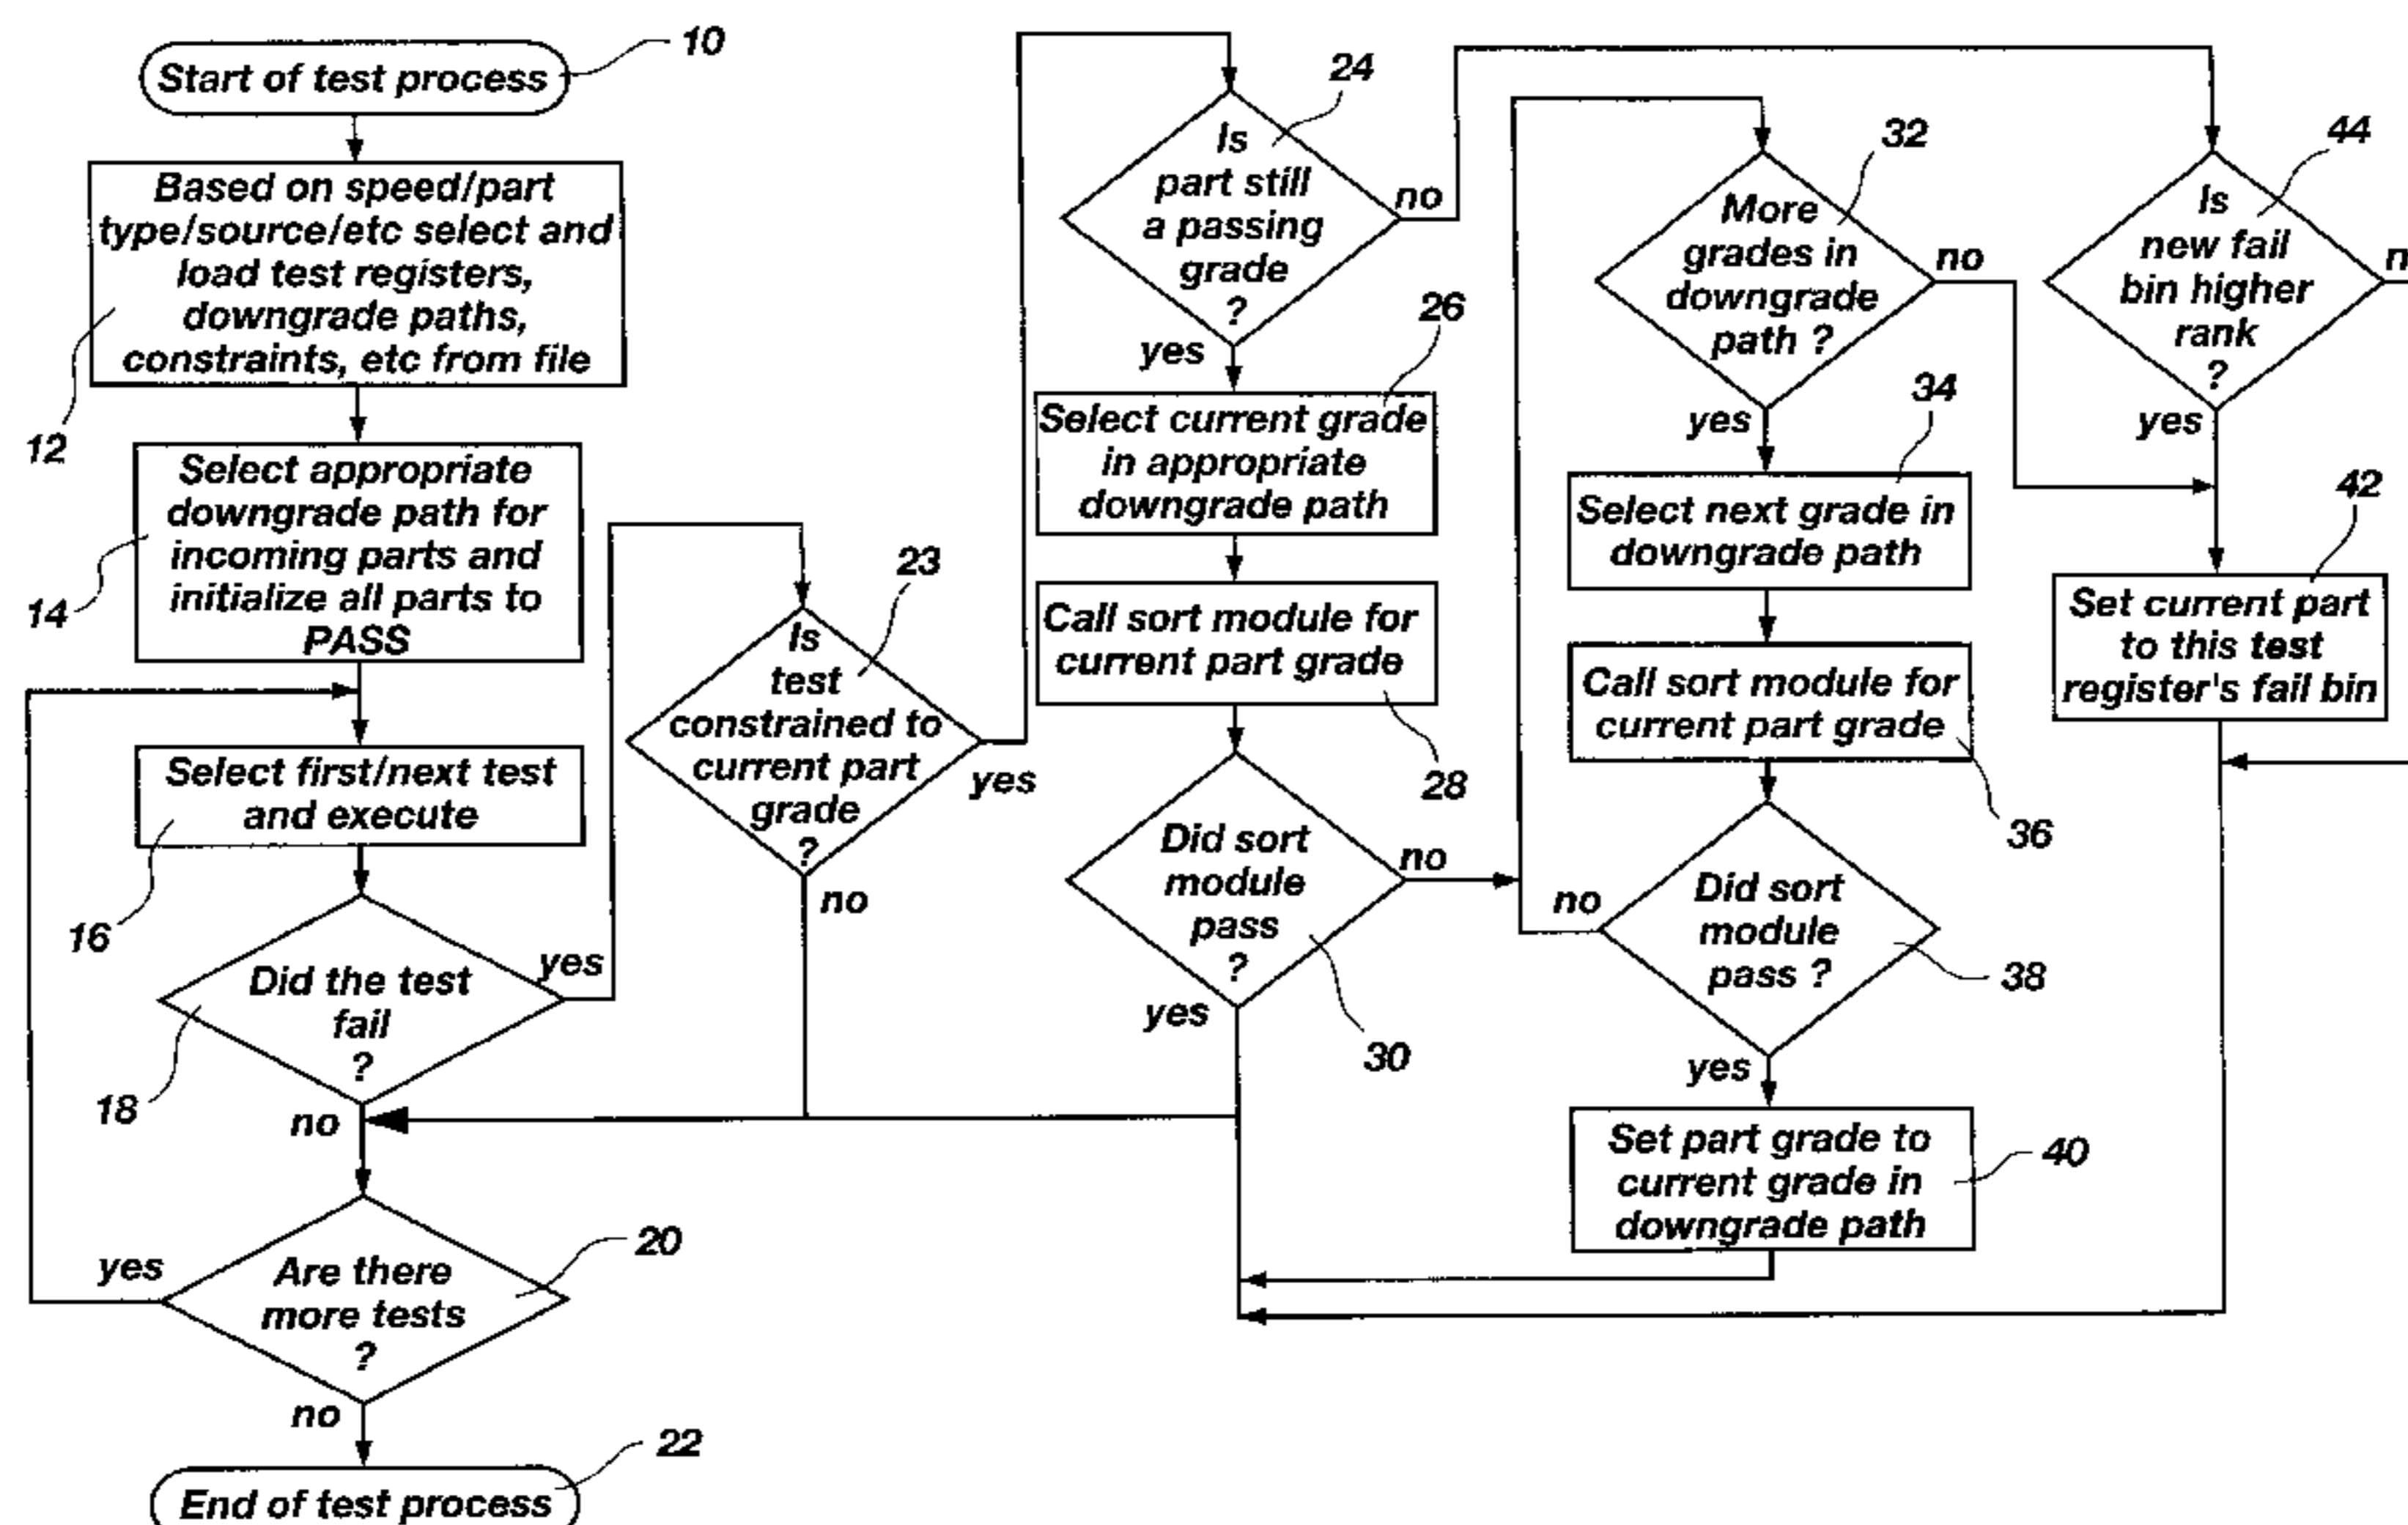 10
Start of test process
Based on speed/part
type/source/etc select and
load test registers,
downgrade paths,
constraints, etc from file
12
Select appropriate
downgrade path for
incoming parts and
initialize all parts to
PASS
14
Select first/next test
and execute
16
Did the test
fail
?
yes
no
18
Are there
more tests
?
yes
no
20
End of test process
22
Is
test
constrained to
current part
grade
?
yes
no
23
Is
part still
a passing
grade
?
no
yes
24
Select current grade
in appropriate
downgrade path
26
Call sort module for
current part grade
28
Did sort
module
pass
?
no
yes
30
More
grades in
downgrade
path ?
no
yes
32
Select next grade in
downgrade path
34
Call sort module for
current part grade
36
Did sort
module
pass ?
no
yes
38
Set part grade to
current grade in
downgrade path
40
Is
new fail
bin higher
rank
?
yes
44
Set current part
to this test
register's fail bin
42